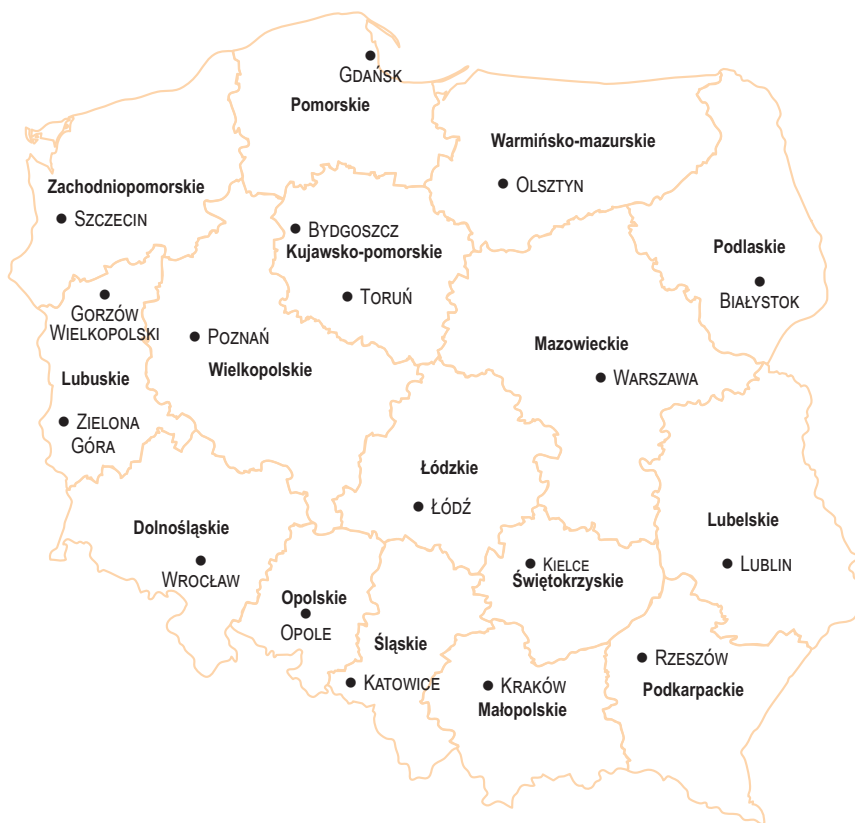 GDAŃSK
Pomorskie
Warmińsko-mazurskie
OLSZTYN
Zachodniopomorskie
SZCZECIN
BYDGOSZCZ
Kujawsko-pomorskie
TORUŃ
Podlaskie
BIAŁYSTOK
GORZÓW
WIELKOPOLSKI
Lubuskie
ZIELONA
GÓRA
POZNAŃ
Wielkopolskie
Mazowieckie
WARSZAWA
Łódzkie
ŁÓDŹ
Dolnośląskie
WROCŁAW
Lubelskie
LUBLIN
KIELCE
Świętokrzyskie
Opolskie
OPOLE
Śląskie
KATOWICE
KRAKÓW
Małopolskie
RZESZÓW
Podkarpackie